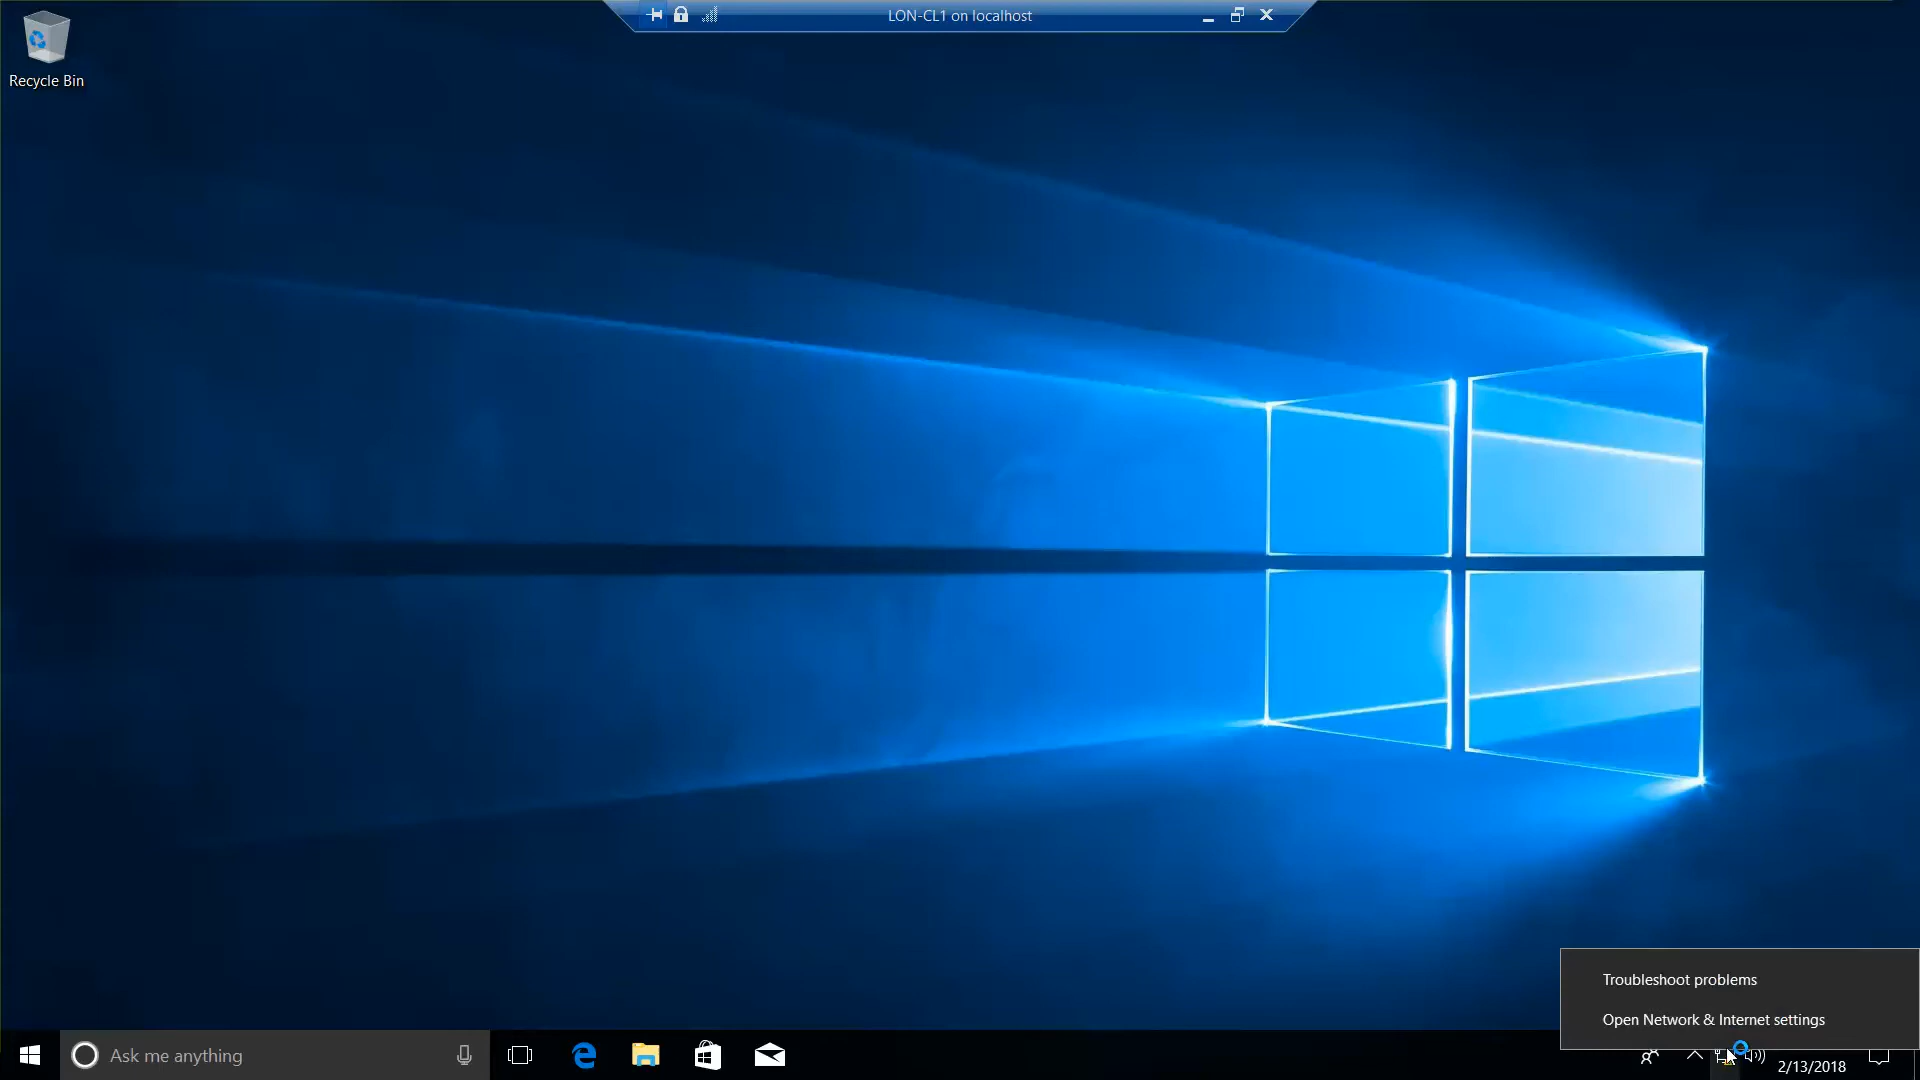 LON-CL1 on localhost
Recycle Bin
Troubleshoot problems
Open Network & Internet settings
Ask me anything
2/13/2018